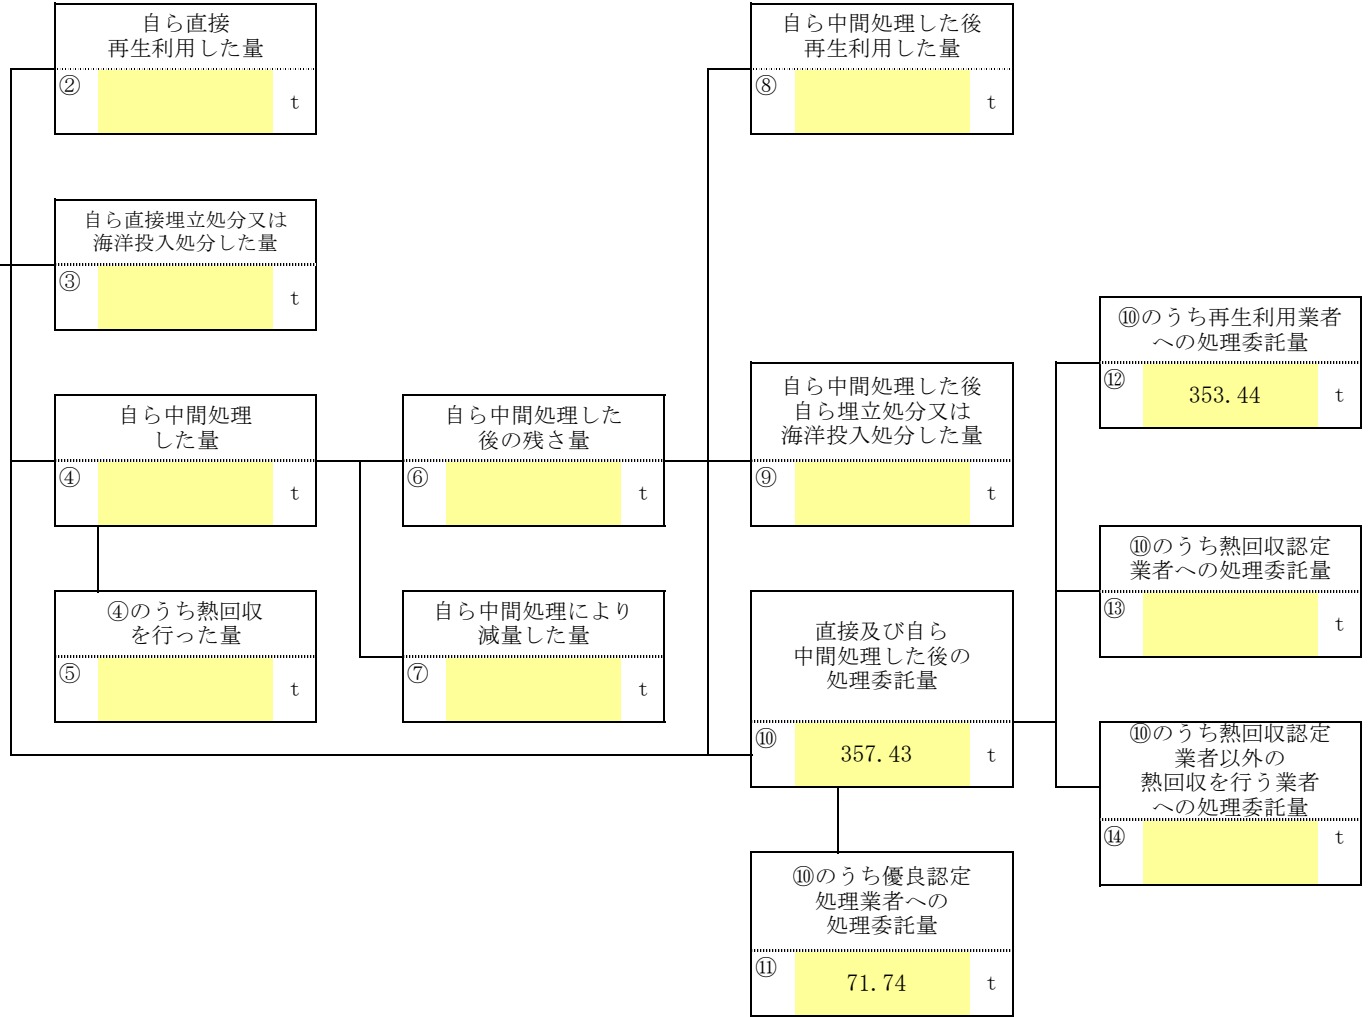 自ら直接
再生利用した量
②
t
自ら中間処理した後
再生利用した量
⑧
t
自ら直接埋立処分又は
海洋投入処分した量
③
t
⑩のうち再生利用業者
への処理委託量
⑫
353.44
t
自ら中間処理
した量
④
t
自ら中間処理した
後の残さ量
⑥
t
自ら中間処理した後
自ら埋立処分又は
海洋投入処分した量
⑨
t
⑩のうち熱回収認定
業者への処理委託量
⑬
t
④のうち熱回収
を行った量
⑤
t
自ら中間処理により
減量した量
⑦
t
直接及び自ら
中間処理した後の
処理委託量
⑩
357.43
t
⑩のうち熱回収認定
業者以外の
熱回収を行う業者
への処理委託量
⑭
t
⑩のうち優良認定
処理業者への
処理委託量
⑪
71.74
t